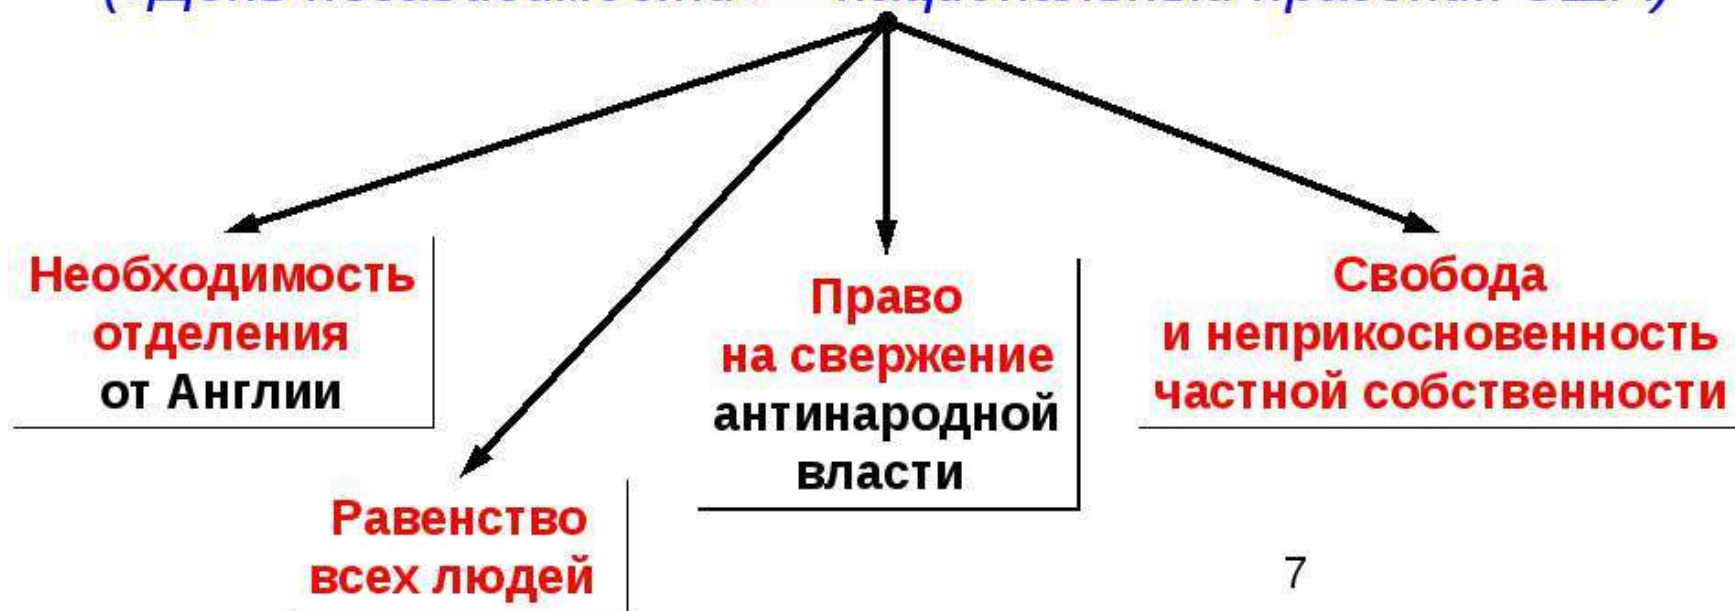 Необходимость
отделения
от Англии
Равенство
всех людей
Право
на свержение
антинародной
власти
Свобода
и неприкосновенность
частной собственности
7